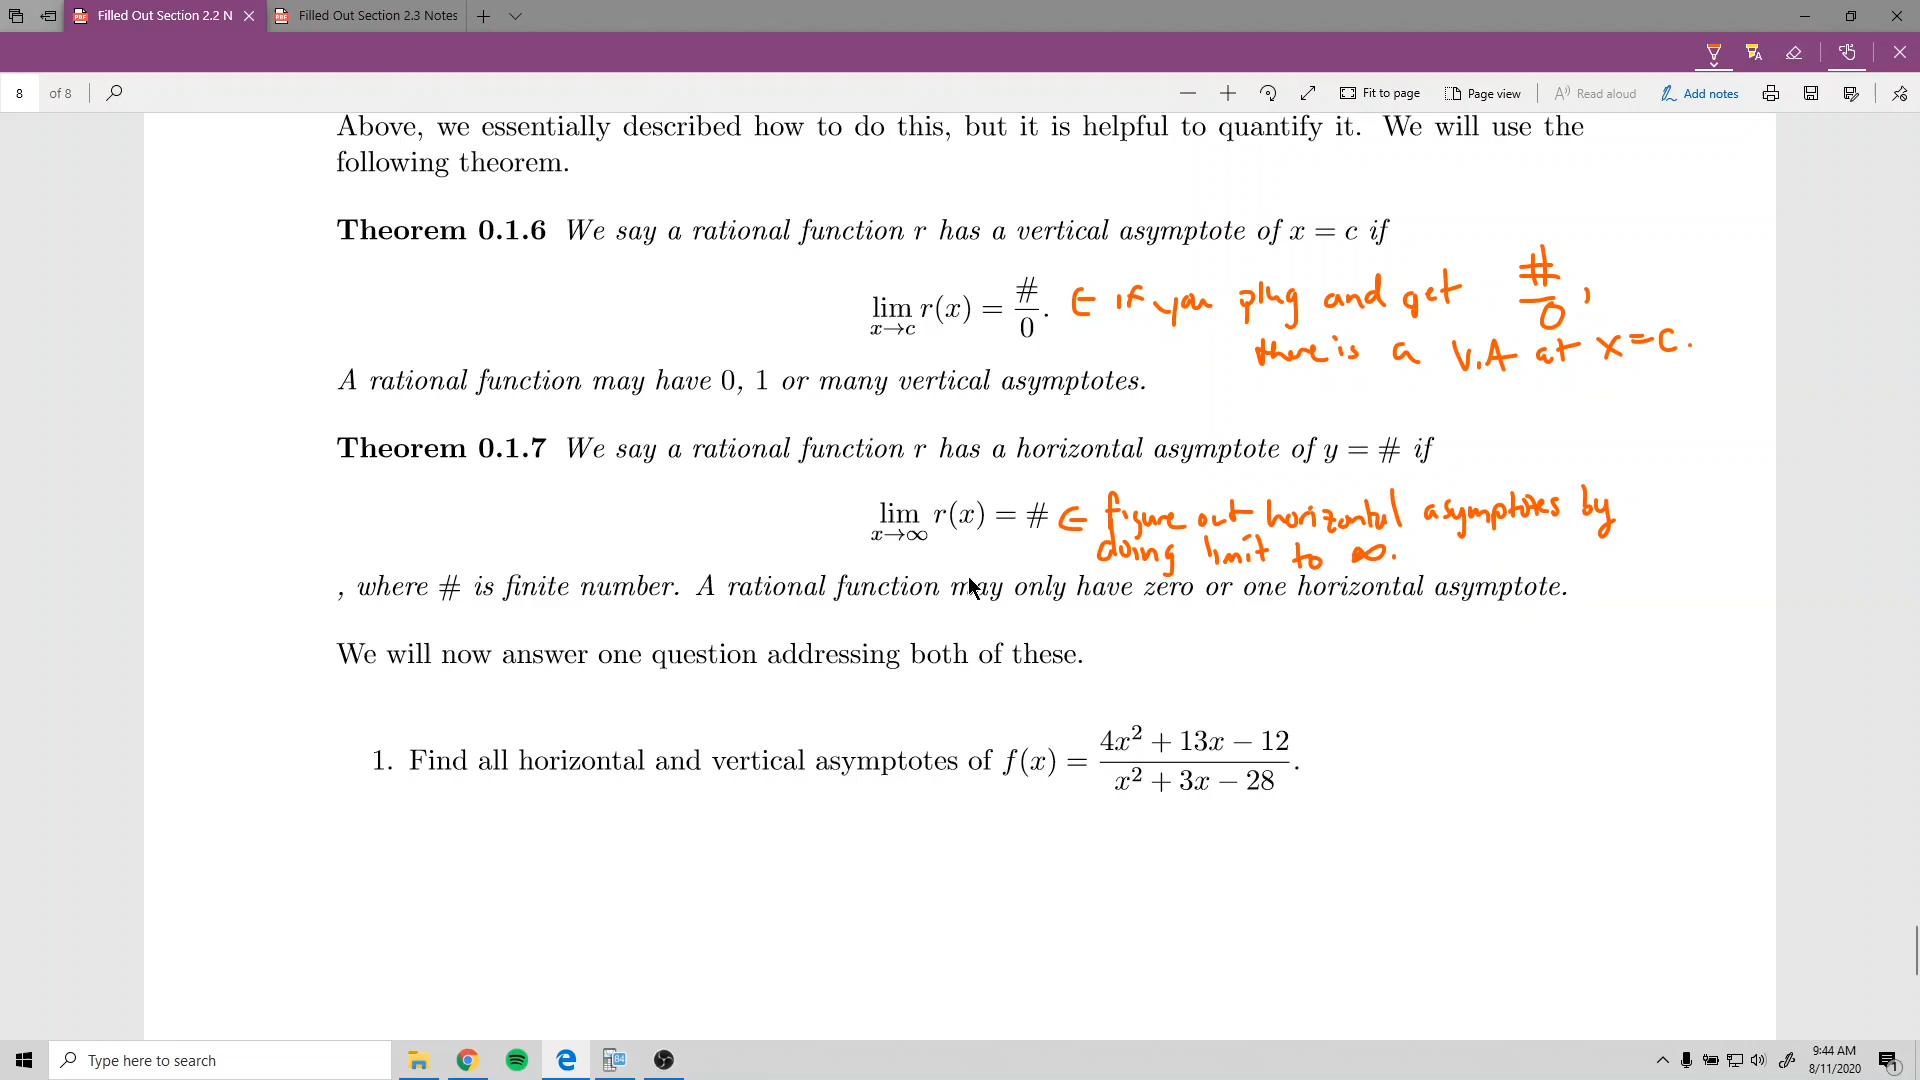 Filled Out Section 2.2 N
Filled Out Section 2.3 Notes
8 of 8
Fit to page
Page view
Read aloud
Add notes
Above, we essentially described how to do this, but it is helpful to quantify it. We will use the
following theorem.
Theorem 0.1.6 We say a rational function r has a vertical asymptote of x = c if
lim r(x) = #/0.
x→c
∈ if you plug and get #/0,
there is a V.A at x=c.
A rational function may have 0, 1 or many vertical asymptotes.
Theorem 0.1.7 We say a rational function r has a horizontal asymptote of y = # if
lim r(x) = #
x→∞
∈ figure out horizontal asymptotes by
doing limit to ∞.
, where # is finite number. A rational function may only have zero or one horizontal asymptote.
We will now answer one question addressing both of these.
1. Find all horizontal and vertical asymptotes of f(x) = (4x² + 13x − 12)/(x² + 3x − 28).
Type here to search
84
9:44 AM
8/11/2020
1